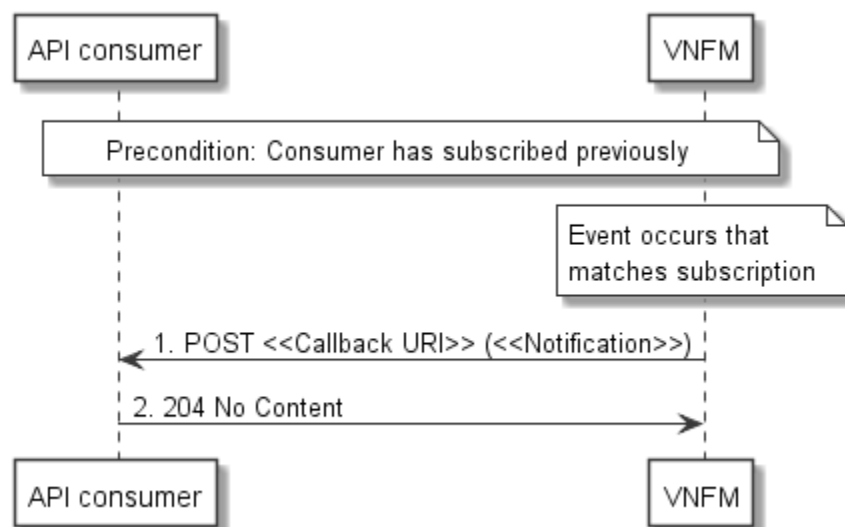 API consumer
VNFM
Precondition: Consumer has subscribed previously
Event occurs that
matches subscription
1. POST <<Callback URI>> (<<Notification>>)
2. 204 No Content
API consumer
VNFM